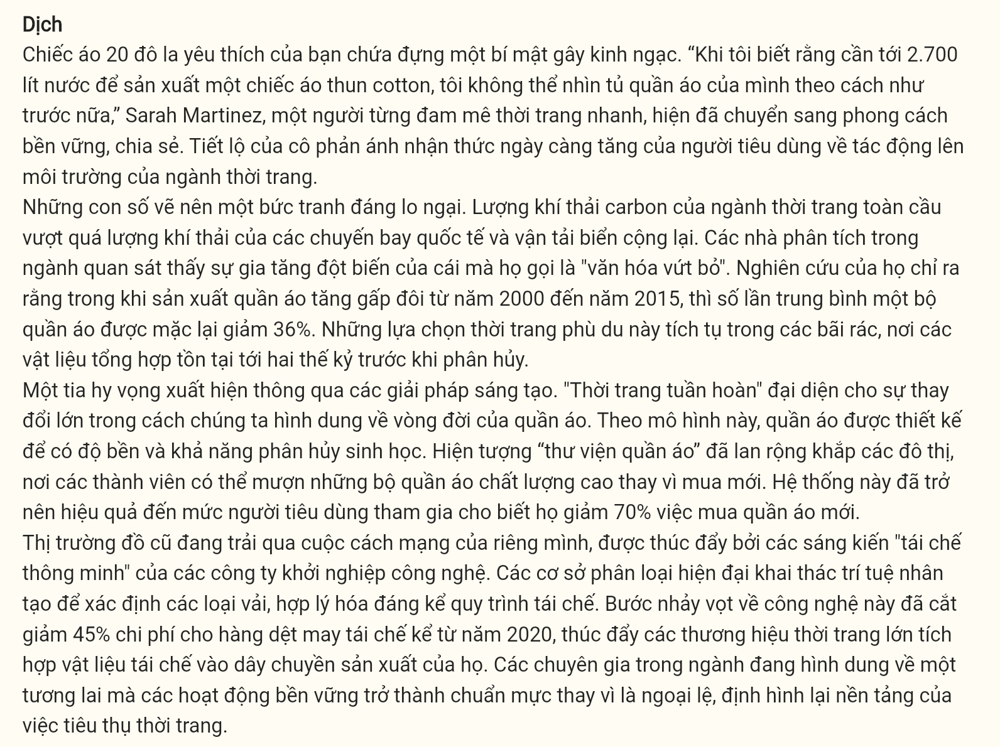 Dịch
Chiếc áo 20 đô la yêu thích của bạn chứa đựng một bí mật gây kinh ngạc. “Khi tôi biết rằng cần tới 2.700
lít nước để sản xuất một chiếc áo thun cotton, tôi không thể nhìn tủ quần áo của mình theo cách như
trước nữa,” Sarah Martinez, một người từng đam mê thời trang nhanh, hiện đã chuyển sang phong cách
bền vững, chia sẻ. Tiết lộ của cô phản ánh nhận thức ngày càng tăng của người tiêu dùng về tác động lên
môi trường của ngành thời trang.
Những con số vẽ nên một bức tranh đáng lo ngại. Lượng khí thải carbon của ngành thời trang toàn cầu
vượt quá lượng khí thải của các chuyến bay quốc tế và vận tải biển cộng lại. Các nhà phân tích trong
ngành quan sát thấy sự gia tăng đột biến của cái mà họ gọi là "văn hóa vứt bỏ". Nghiên cứu của họ chỉ ra
rằng trong khi sản xuất quần áo tăng gấp đôi từ năm 2000 đến năm 2015, thì số lần trung bình một bộ
quần áo được mặc lại giảm 36%. Những lựa chọn thời trang phù du này tích tụ trong các bãi rác, nơi các
vật liệu tổng hợp tồn tại tới hai thế kỷ trước khi phân hủy.
Một tia hy vọng xuất hiện thông qua các giải pháp sáng tạo. "Thời trang tuần hoàn" đại diện cho sự thay
đổi lớn trong cách chúng ta hình dung về vòng đời của quần áo. Theo mô hình này, quần áo được thiết kế
để có độ bền và khả năng phân hủy sinh học. Hiện tượng “thư viện quần áo” đã lan rộng khắp các đô thị,
nơi các thành viên có thể mượn những bộ quần áo chất lượng cao thay vì mua mới. Hệ thống này đã trở
nên hiệu quả đến mức người tiêu dùng tham gia cho biết họ giảm 70% việc mua quần áo mới.
Thị trường đồ cũ đang trải qua cuộc cách mạng của riêng mình, được thúc đẩy bởi các sáng kiến "tái chế
thông minh" của các công ty khởi nghiệp công nghệ. Các cơ sở phân loại hiện đại khai thác trí tuệ nhân
tạo để xác định các loại vải, hợp lý hóa đáng kể quy trình tái chế. Bước nhảy vọt về công nghệ này đã cắt
giảm 45% chi phí cho hàng dệt may tái chế kể từ năm 2020, thúc đẩy các thương hiệu thời trang lớn tích
hợp vật liệu tái chế vào dây chuyền sản xuất của họ. Các chuyên gia trong ngành đang hình dung về một
tương lai mà các hoạt động bền vững trở thành chuẩn mực thay vì là ngoại lệ, định hình lại nền tảng của
việc tiêu thụ thời trang.